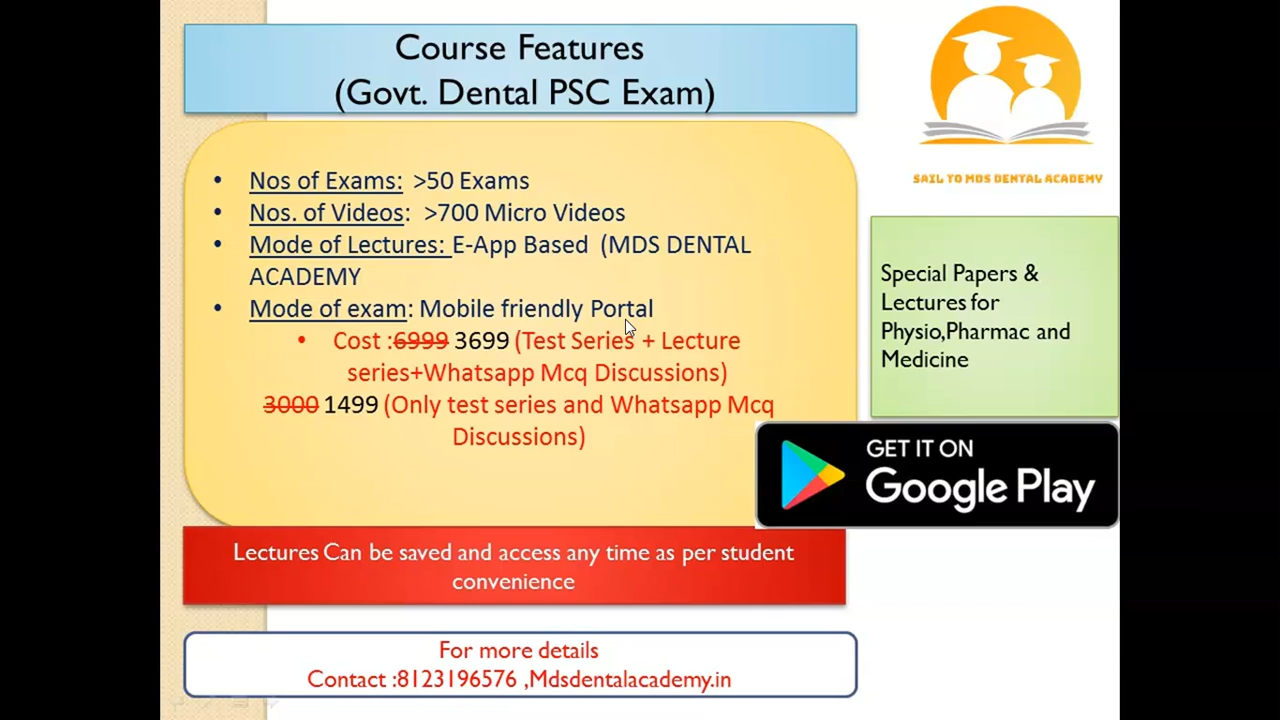 Course Features
(Govt. Dental PSC Exam)
SAIL TO MDS DENTAL ACADEMY
• Nos of Exams: >50 Exams
• Nos. of Videos: >700 Micro Videos
• Mode of Lectures: E-App Based (MDS DENTAL
ACADEMY
• Mode of exam: Mobile friendly Portal
• Cost :6999 3699 (Test Series + Lecture
series+Whatsapp Mcq Discussions)
3000 1499 (Only test series and Whatsapp Mcq
Discussions)
Special Papers &
Lectures for
Physio,Pharmac and
Medicine
GET IT ON
Google Play
Lectures Can be saved and access any time as per student
convenience
For more details
Contact :8123196576 ,Mdsdentalacademy.in